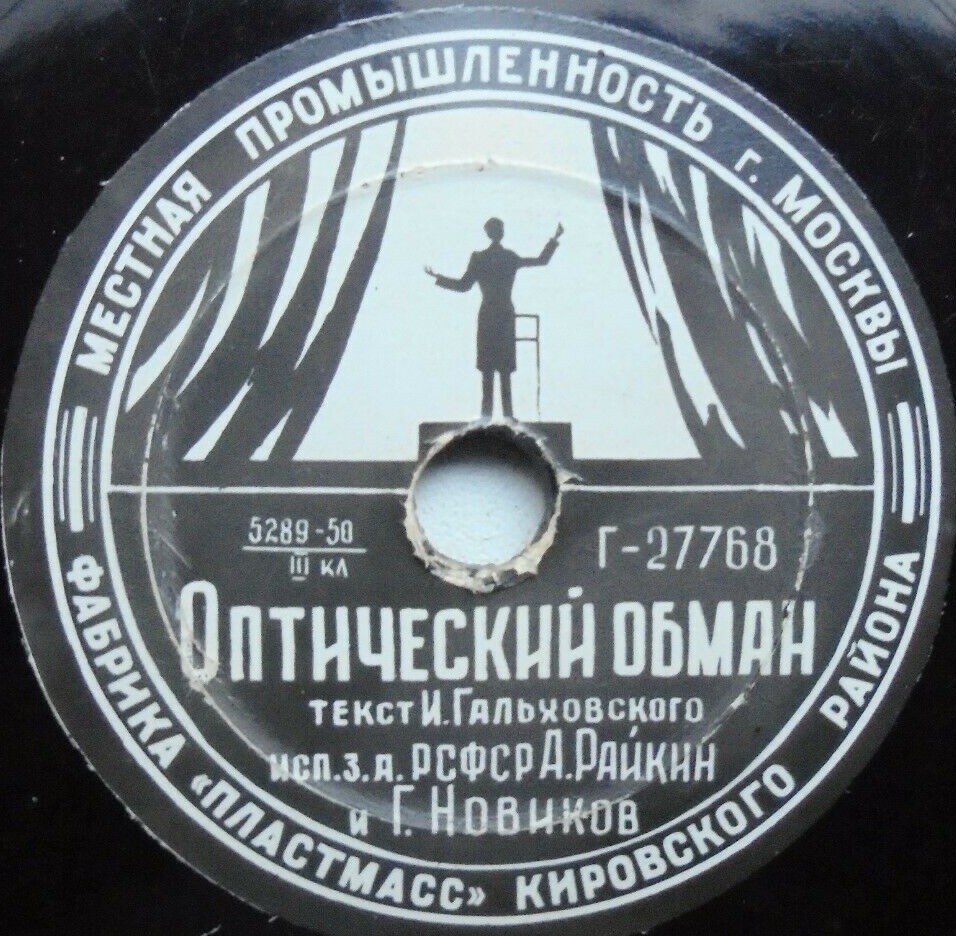 МЕСТНАЯ ПРОМЫШЛЕННОСТЬ г. МОСКВЫ
5289-50
III КЛ
Г-27768
ОПТИЧЕСКИЙ ОБМАН
ТЕКСТ И. ГАЛЬХОВСКОГО
ИСП. З. А. РСФСР А. РАЙКИН
И Г. НОВИКОВ
ФАБРИКА «ПЛАСТМАСС» КИРОВСКОГО РАЙОНА